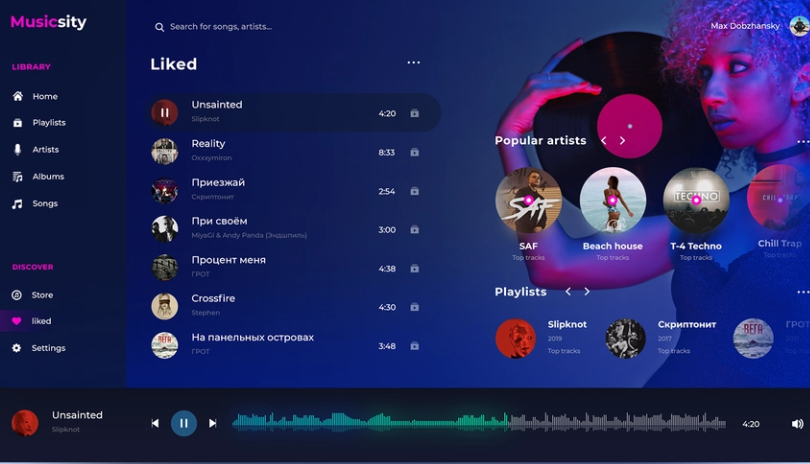 Musicsity
Search for songs, artists...
Max Dobzhansky
LIBRARY
Home
Playlists
Artists
Albums
Songs
DISCOVER
Store
liked
Settings
Liked
Unsainted
Slipknot
4:20
Reality
Oxxxymiron
8:33
Приезжай
Скриптонит
2:54
При своём
MiyaGi & Andy Panda (Эндшпиль)
3:00
Процент меня
ГРОТ
4:38
Crossfire
Stephen
4:30
На панельных островах
ГРОТ
3:48
Popular artists
SAF
TECHNO
SAF
Top tracks
Beach house
Top tracks
T-4 Techno
Top tracks
Chill Trap
Top tracks
Playlists
Slipknot
2019
Top tracks
Скриптонит
2017
Top tracks
ВЕГА
Unsainted
Slipknot
4:20